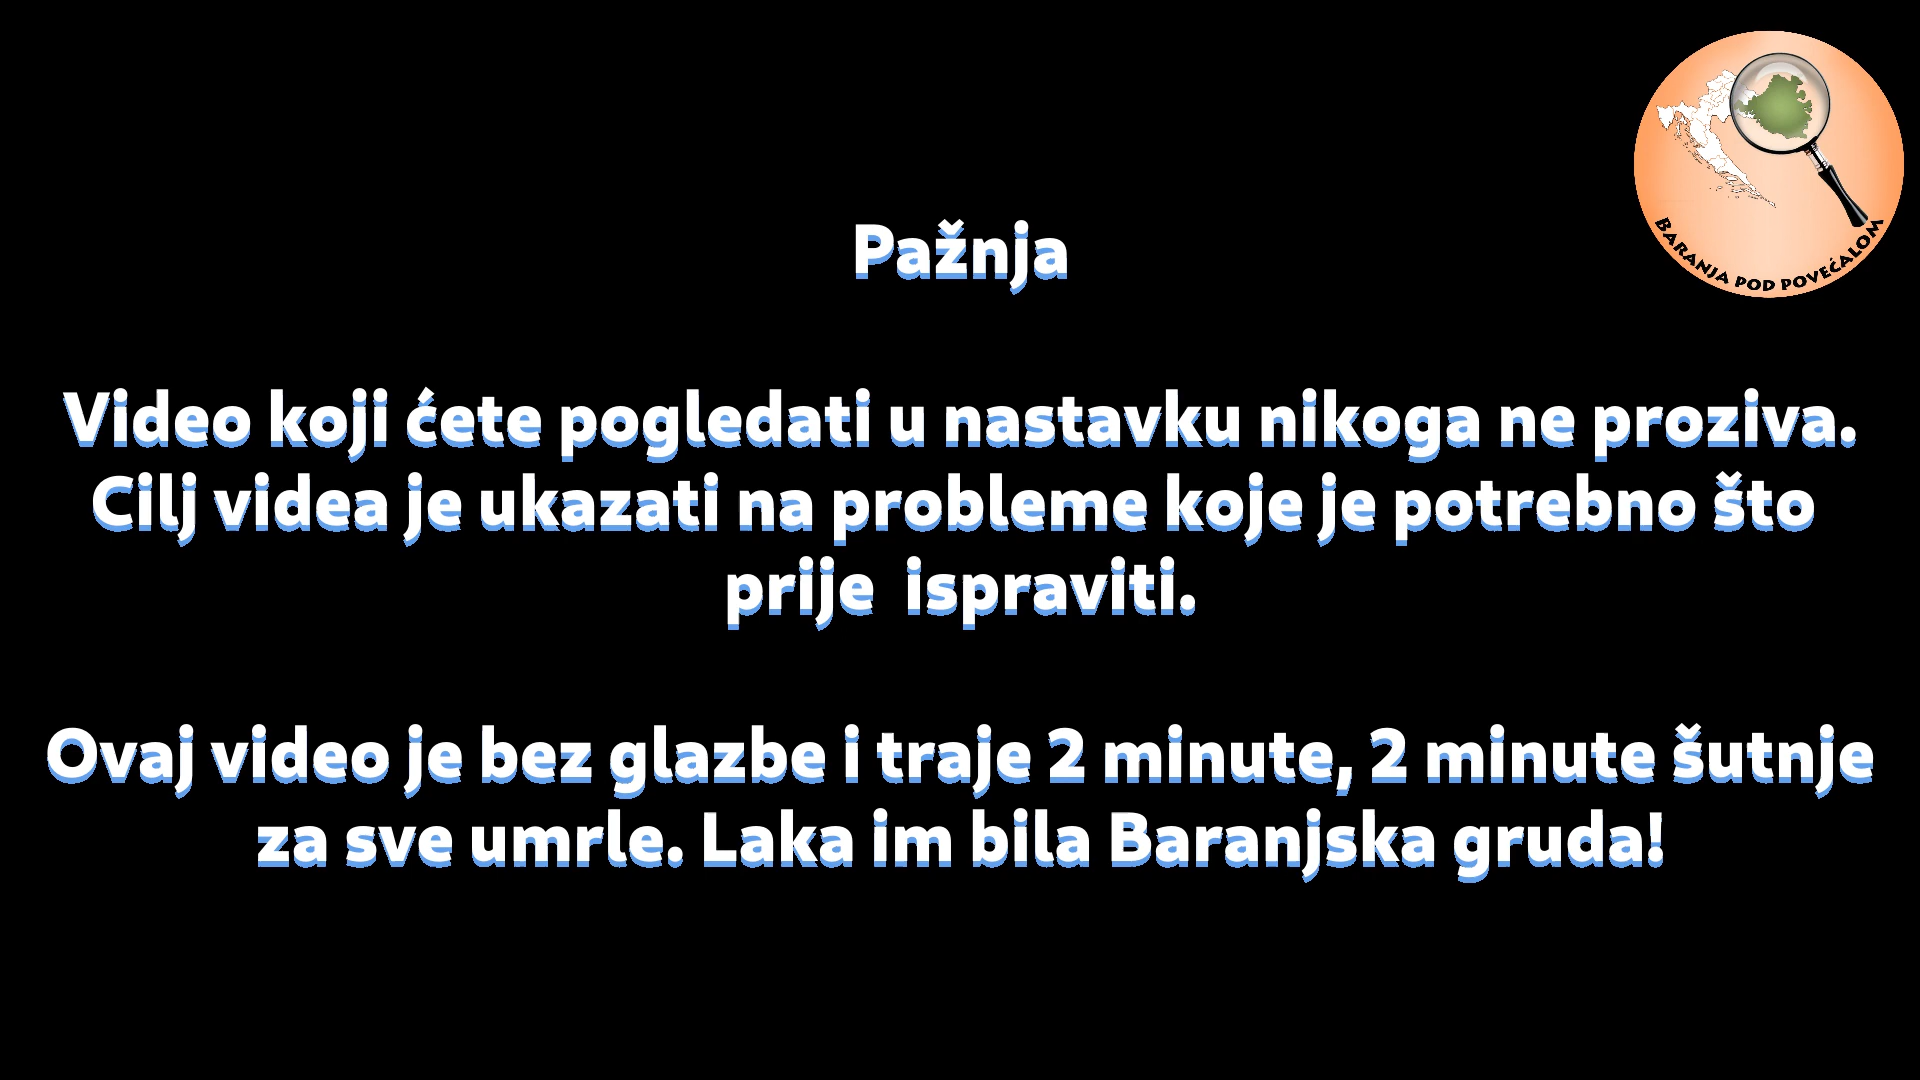 BARANJA POD POVEĆALOM
Pažnja
Video koji ćete pogledati u nastavku nikoga ne proziva.
Cilj videa je ukazati na probleme koje je potrebno što
prije  ispraviti.
Ovaj video je bez glazbe i traje 2 minute, 2 minute šutnje
za sve umrle. Laka im bila Baranjska gruda!